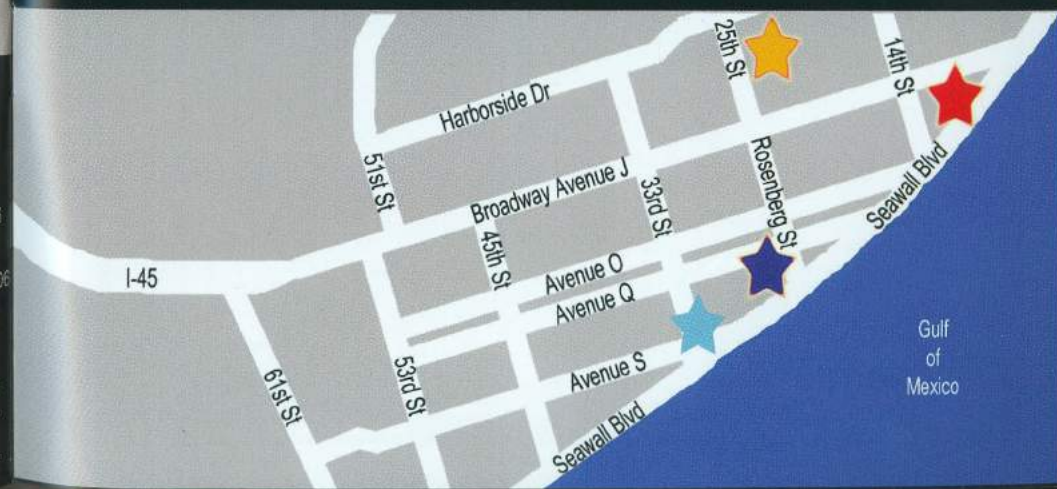 25th St
14th St
Harborside Dr
51st St
Broadway Avenue J
Rosenberg St
33rd St
Seawall Blvd
45th St
I-45
Avenue O
Avenue Q
Gulf
of
Mexico
61st St
53rd St
Avenue S
Seawall Blvd